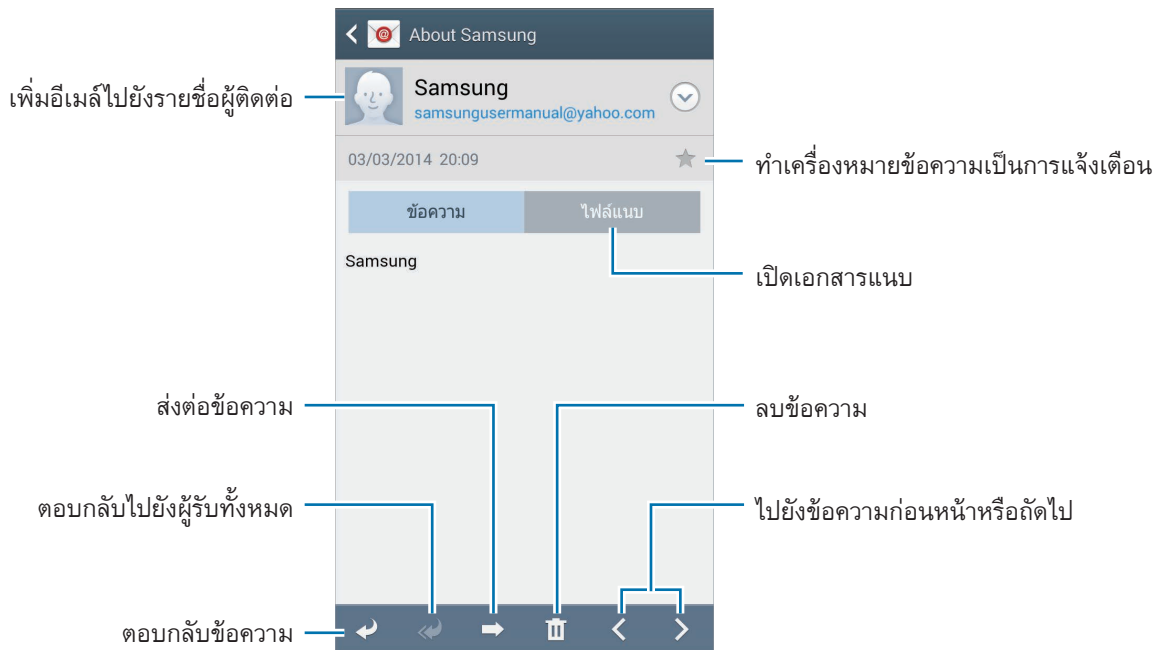 About Samsung
เพิ่มอีเมล์ไปยังรายชื่อผู้ติดต่อ
Samsung
samsungusermanual@yahoo.com
03/03/2014 20:09
ทำเครื่องหมายข้อความเป็นการแจ้งเตือน
ข้อความ
ไฟล์แนบ
Samsung
เปิดเอกสารแนบ
ส่งต่อข้อความ
ลบข้อความ
ตอบกลับไปยังผู้รับทั้งหมด
ไปยังข้อความก่อนหน้าหรือถัดไป
ตอบกลับข้อความ